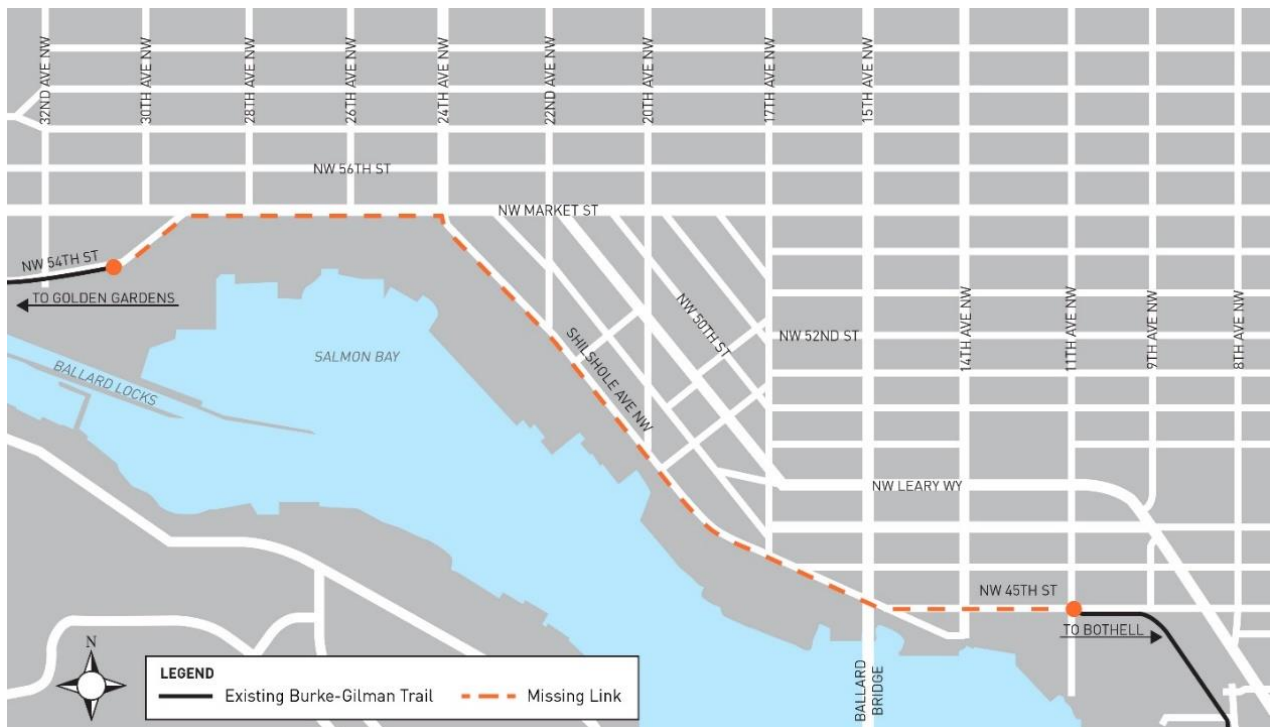 32ND AVE NW
30TH AVE NW
28TH AVE NW
26TH AVE NW
24TH AVE NW
22ND AVE NW
20TH AVE NW
17TH AVE NW
15TH AVE NW
NW 56TH ST
NW MARKET ST
NW 54TH ST
TO GOLDEN GARDENS
SALMON BAY
BALLARD LOCKS
SHILSHOLE AVE NW
NW 50TH ST
NW 52ND ST
14TH AVE NW
11TH AVE NW
9TH AVE NW
8TH AVE NW
NW LEARY WY
NW 45TH ST
TO BOTHELL
BALLARD
BRIDGE
N
LEGEND
Existing Burke-Gilman Trail
Missing Link